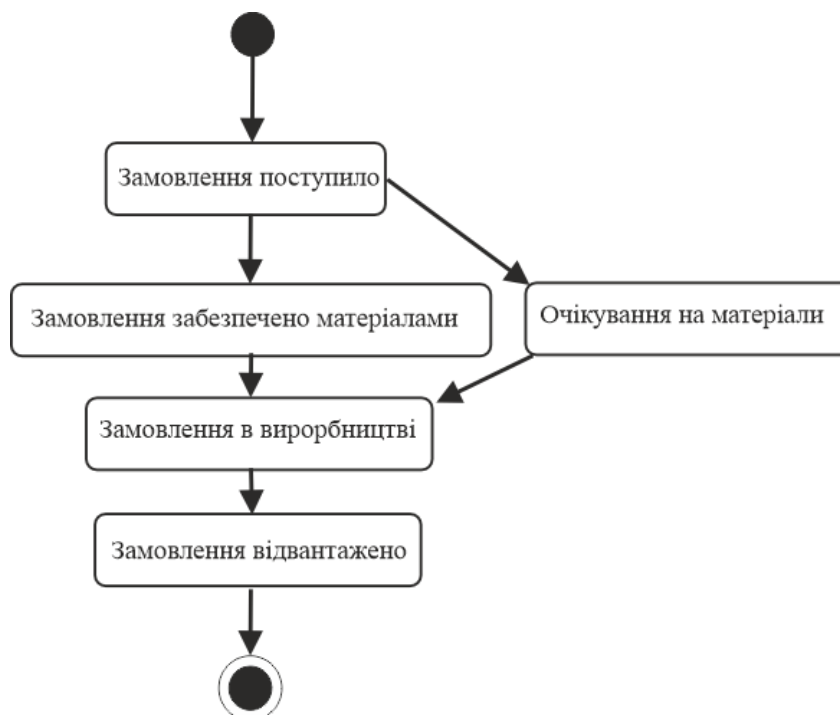 Замовлення поступило
Замовлення забезпечено матеріалами
Очікування на матеріали
Замовлення в вирорбництві
Замовлення відвантажено